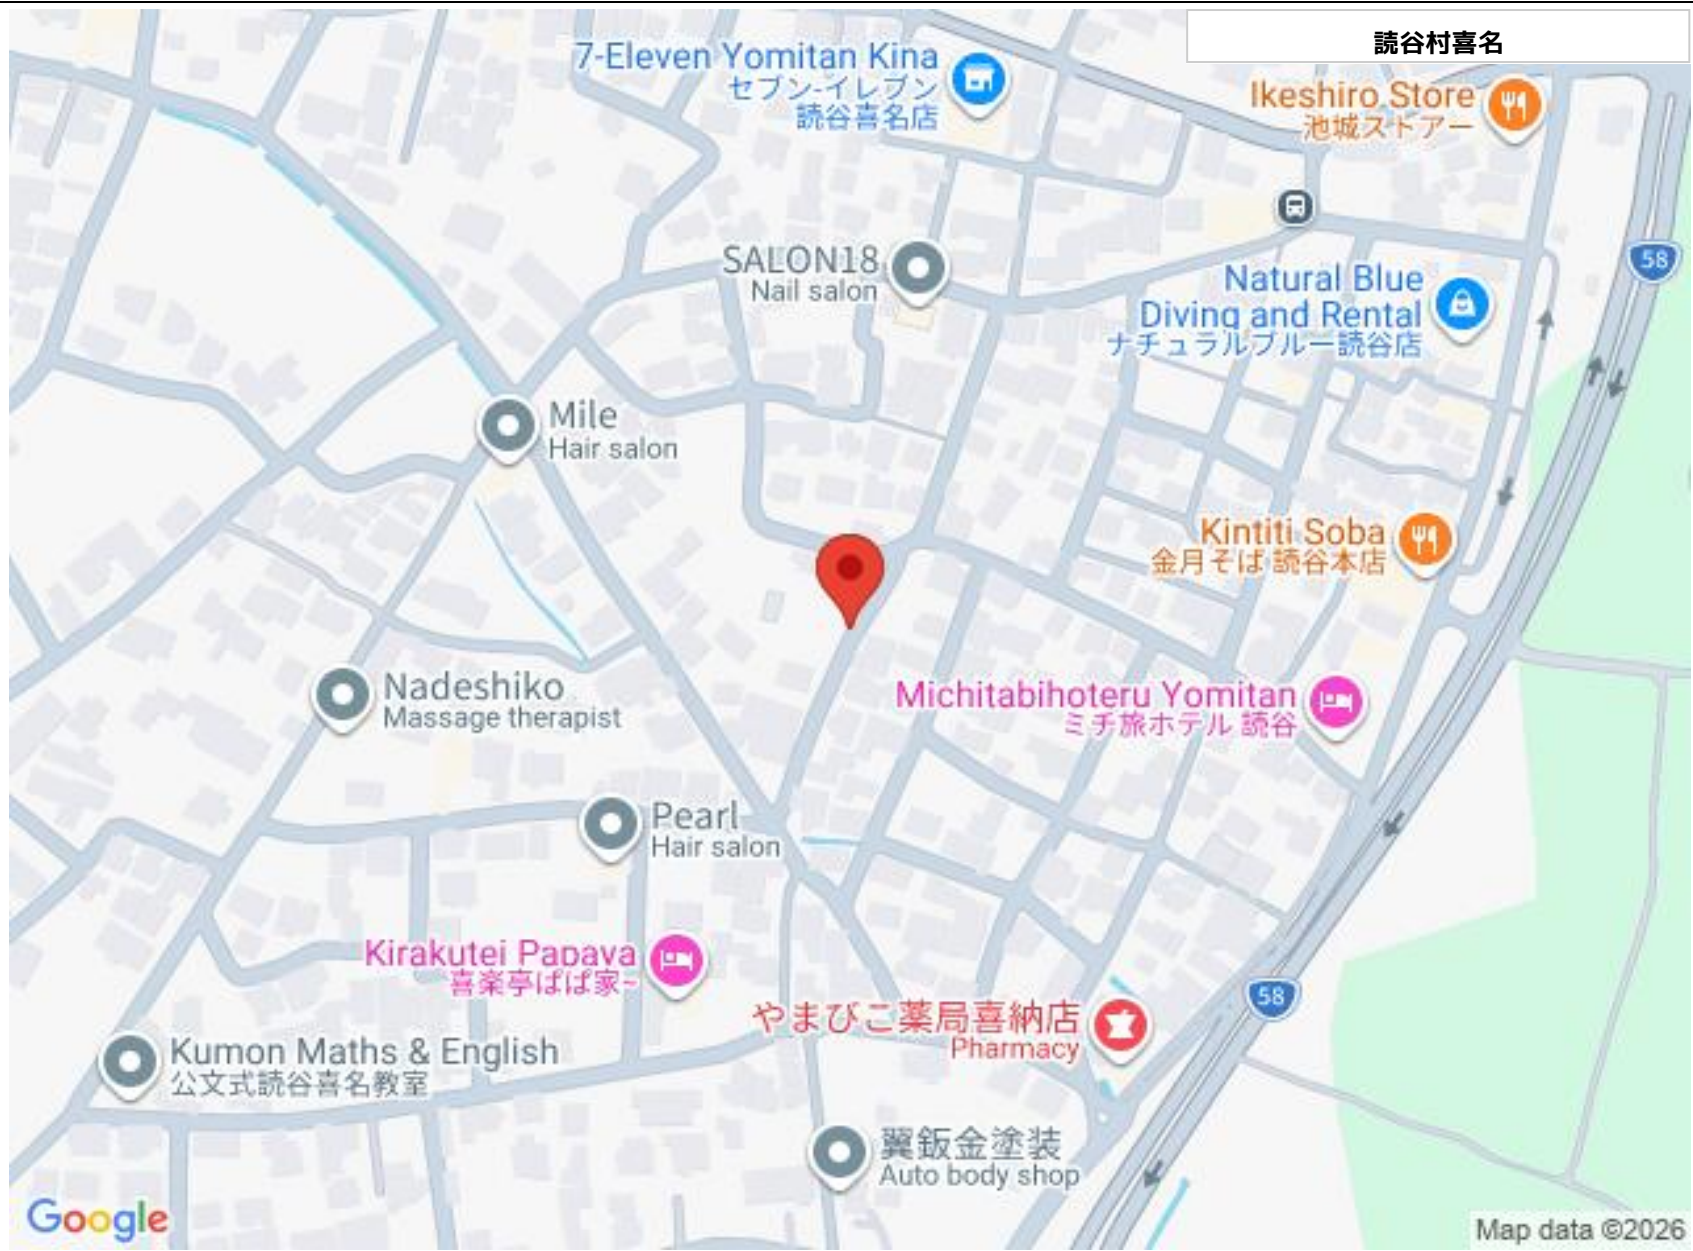 読谷村喜名
7-Eleven Yomitan Kina
セブン-イレブン
読谷喜名店
Ikeshiro Store
池城ストアー
SALON18
Nail salon
58
Natural Blue
Diving and Rental
ナチュラルブルー読谷店
Mile
Hair salon
Kintiti Soba
金月そば 読谷本店
Nadeshiko
Massage therapist
Michitabihoteru Yomitan
ミチ旅ホテル 読谷
Pearl
Hair salon
Kirakutei Papaya
喜楽亭ぱぱ家~
58
やまびこ薬局喜納店
Pharmacy
Kumon Maths & English
公文式読谷喜名教室
翼鈑金塗装
Auto body shop
Google
Map data ©2026